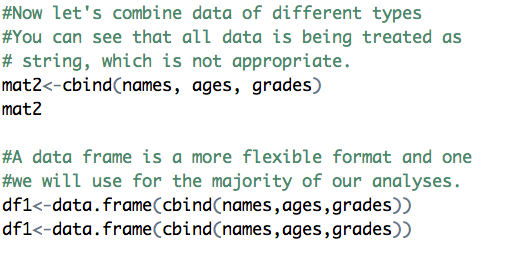 #Now let's combine data of different types
#You can see that all data is being treated as
# string, which is not appropriate.
mat2<-cbind(names, ages, grades)
mat2
#A data frame is a more flexible format and one
#we will use for the majority of our analyses.
df1<-data.frame(cbind(names,ages,grades))
df1<-data.frame(cbind(names,ages,grades))